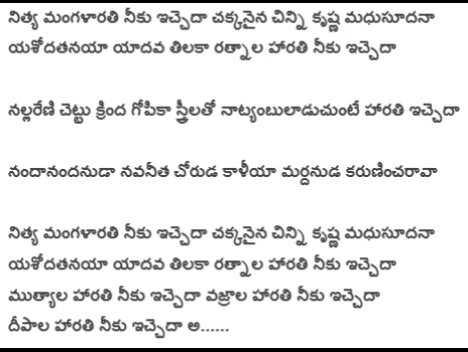 నిత్య మంగళారతి నీకు ఇచ్చెదా చక్కనైన చిన్ని కృష్ణ మధుసూదనా
యశోదతనయా యాదవ తిలకా రత్నాల హారతి నీకు ఇచ్చెదా
నల్లరేణి చెట్టు క్రింద గోపికా స్త్రీలతో నాట్యంబులాడుచుంటే హారతి ఇచ్చెదా
నందానందనుడా నవనీత చోరుడ కాళీయా మర్దనుడ కరుణించరావా
నిత్య మంగళారతి నీకు ఇచ్చెదా చక్కనైన చిన్ని కృష్ణ మధుసూదనా
యశోదతనయా యాదవ తిలకా రత్నాల హారతి నీకు ఇచ్చెదా
ముత్యాల హారతి నీకు ఇచ్చెదా వజ్రాల హారతి నీకు ఇచ్చెదా
దీపాల హారతి నీకు ఇచ్చెదా అ......